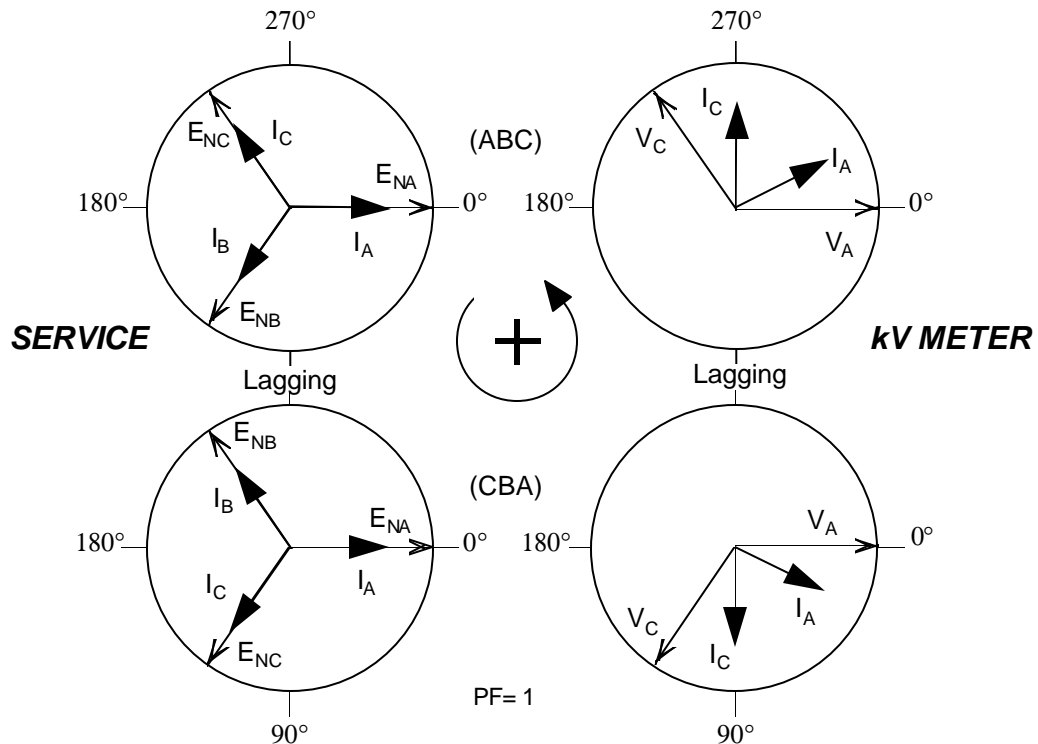 270°
270°
I_C
E_NC
(ABC)
I_C
V_C
I_A
E_NA
180°
0°
180°
0°
I_B
I_A
V_A
E_NB
SERVICE
kV METER
Lagging
Lagging
E_NB
(CBA)
I_B
E_NA
V_A
180°
0°
180°
0°
I_C
I_A
V_C
I_A
E_NC
I_C
PF= 1
90°
90°